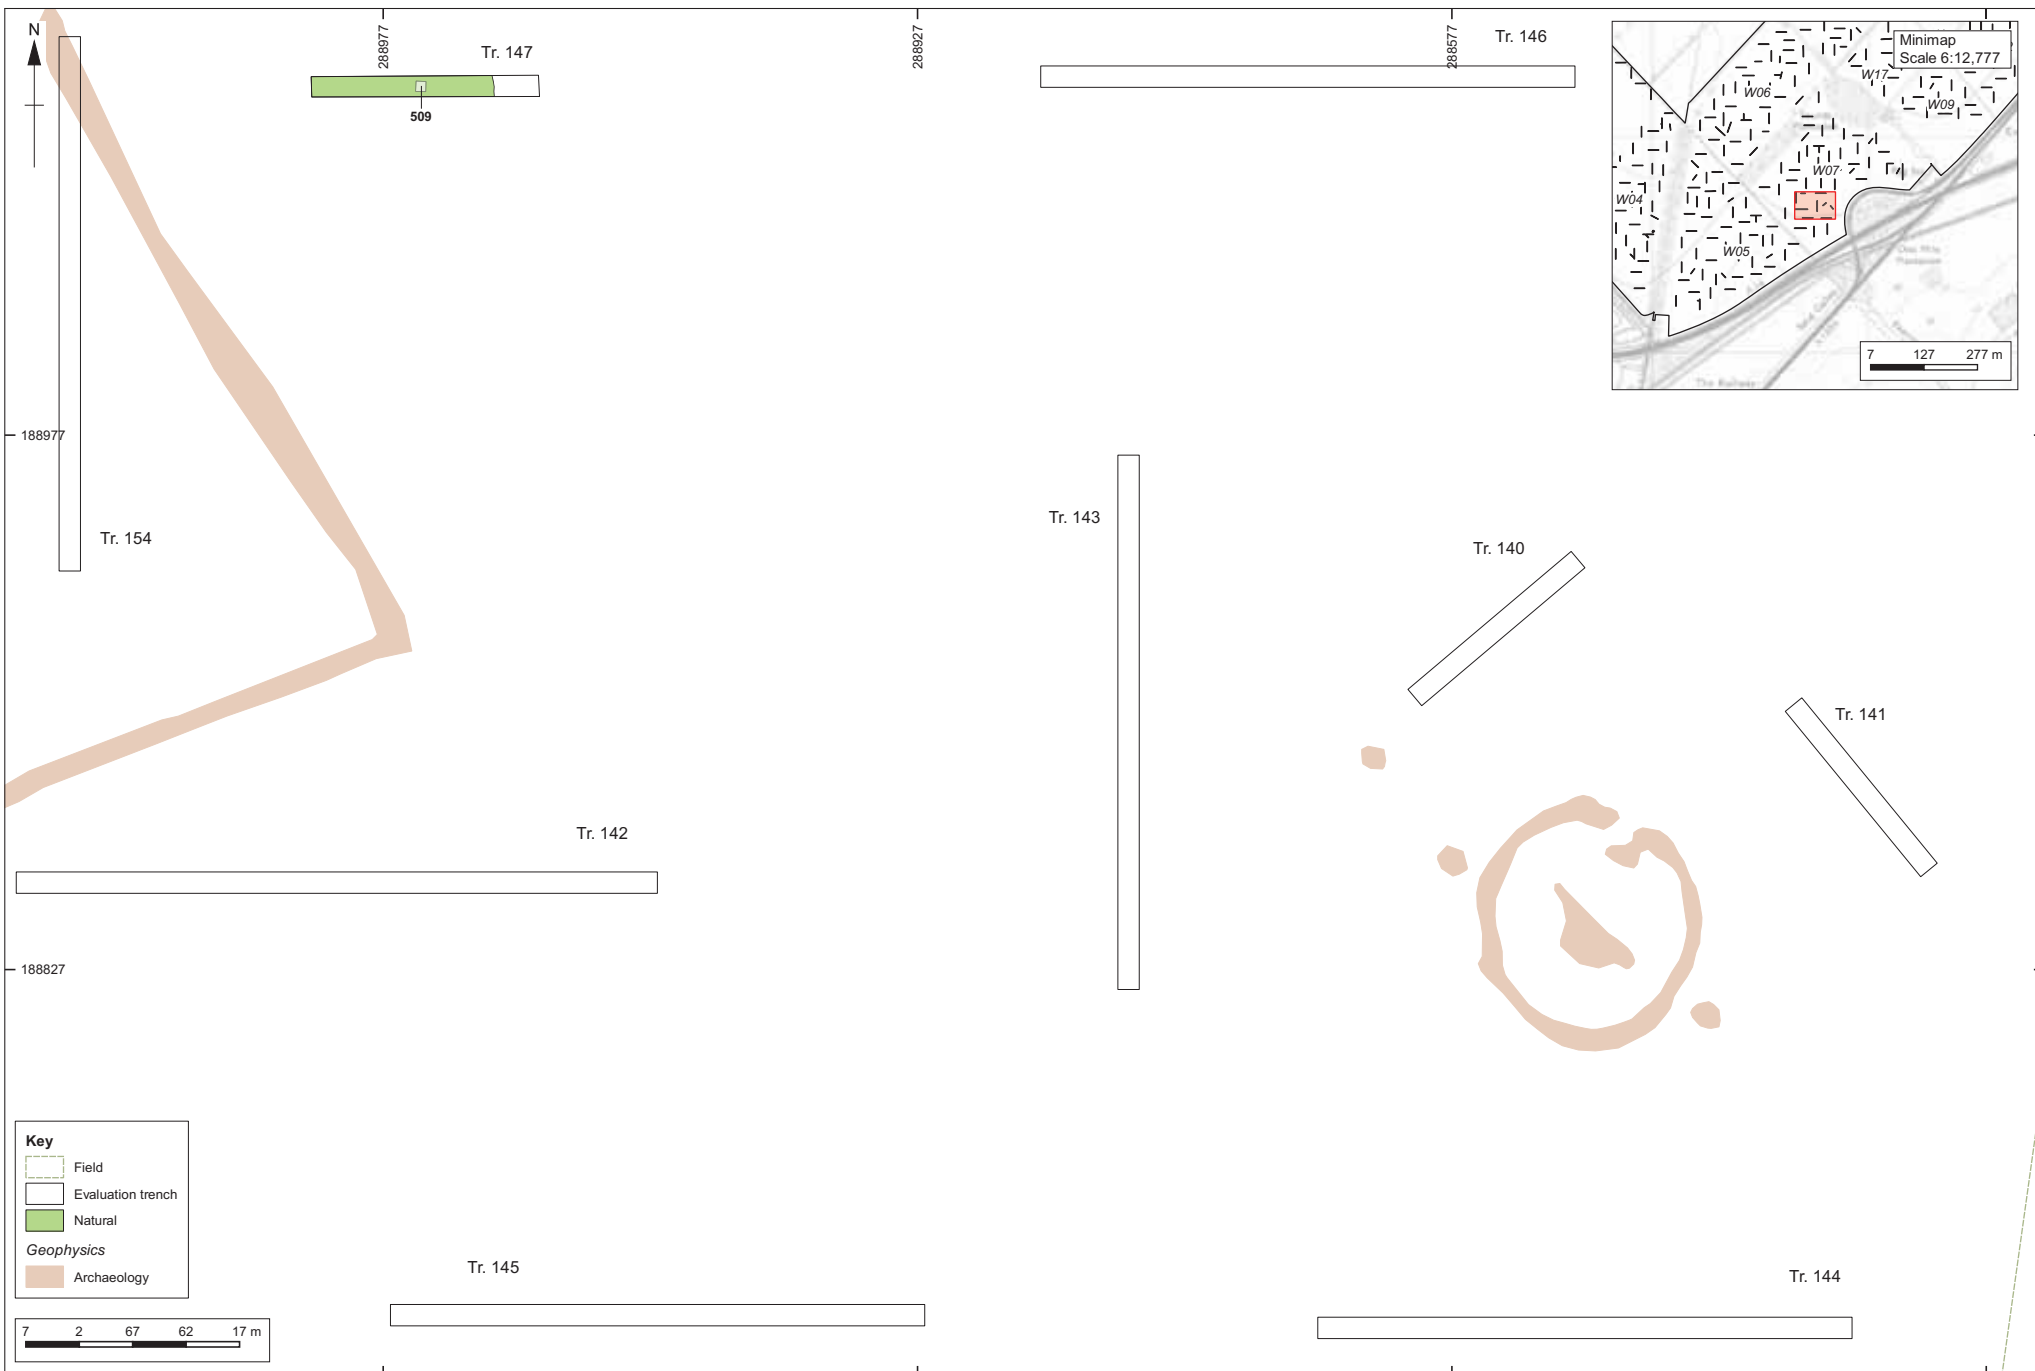 N
288977
288927
288577
Tr. 147
Tr. 146
509
Minimap
Scale 6:12,777
W17
W06
W09
W07
W04
W05
The Railway
7 127 277 m
188977
Tr. 143
Tr. 154
Tr. 140
Tr. 141
Tr. 142
188827
Key
Field
Evaluation trench
Natural
Geophysics
Archaeology
Tr. 145
Tr. 144
7 2 67 62 17 m